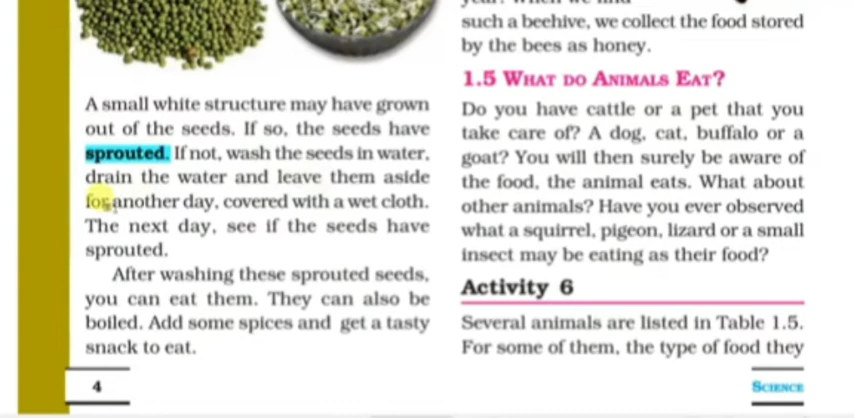 A small white structure may have grown
out of the seeds. If so, the seeds have
sprouted. If not, wash the seeds in water,
drain the water and leave them aside
for another day, covered with a wet cloth.
The next day, see if the seeds have
sprouted.
After washing these sprouted seeds,
you can eat them. They can also be
boiled. Add some spices and get a tasty
snack to eat.
4
such a beehive, we collect the food stored
by the bees as honey.
1.5 WHAT DO ANIMALS EAT?
Do you have cattle or a pet that you
take care of? A dog, cat, buffalo or a
goat? You will then surely be aware of
the food, the animal eats. What about
other animals? Have you ever observed
what a squirrel, pigeon, lizard or a small
insect may be eating as their food?
Activity 6
Several animals are listed in Table 1.5.
For some of them, the type of food they
SCIENCE